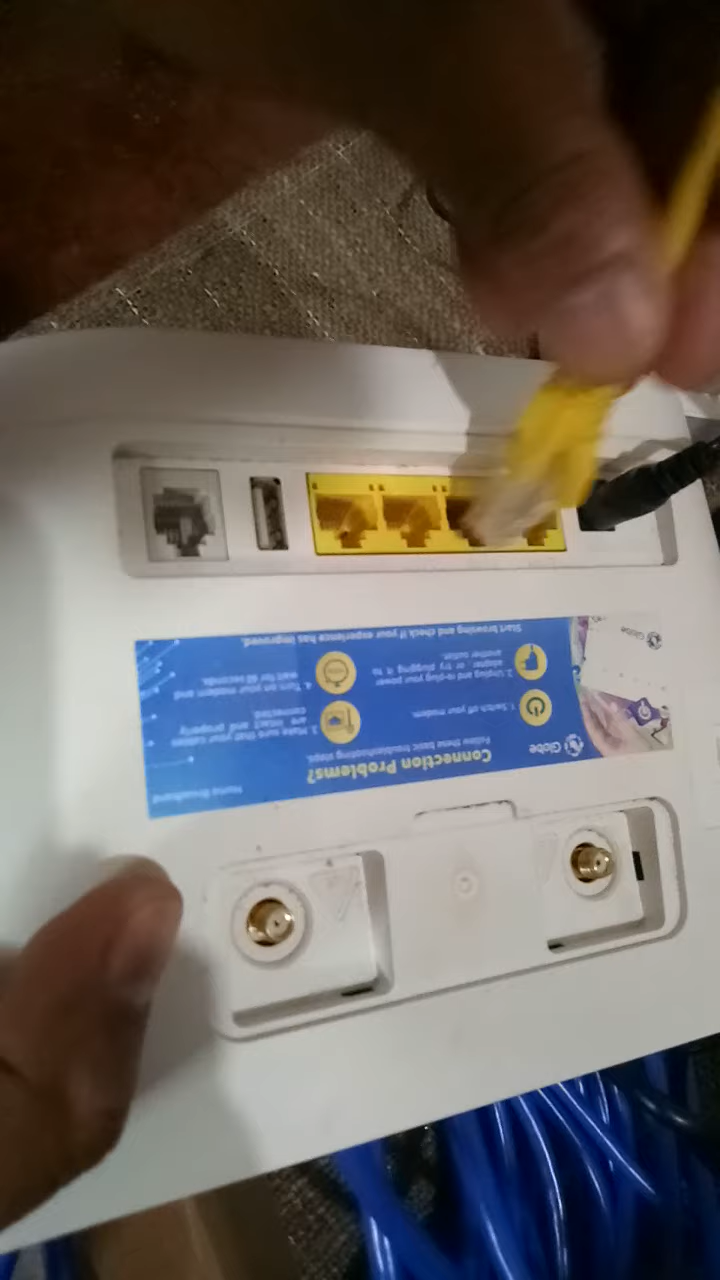 Globe
Connection Problems?
Follow these basic troubleshooting steps.
1. Switch off your modem.
2. Unplug and re-plug your power
adapter or try plugging it to
another outlet.
3. Make sure that your cables
are intact and properly
connected.
4. Turn on your modem and
wait for 60 seconds.
Start browsing and check if your experience has improved.
Home Broadband
Globe